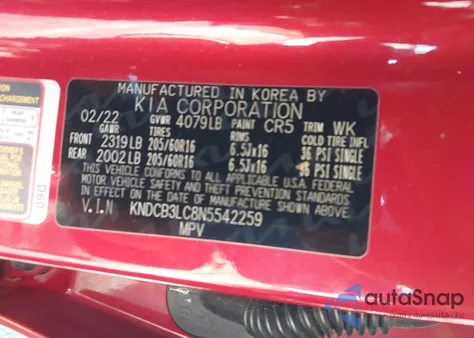 CHARGEMENT
MANUFACTURED IN KOREA BY
KIA CORPORATION
02/22 GVWR 4079LB PAINT CR5 TRIM WK
GAWR TIRES RIMS COLD TIRE INFL
FRONT 2319LB 205/60R16 6.5JX16 36 PSI SINGLE
REAR 2002LB 205/60R16 6.5JX16 PSI SINGLE
THIS VEHICLE CONFORMS TO ALL APPLICABLE U.S.A. FEDERAL
MOTOR VEHICLE SAFETY AND THEFT PREVENTION STANDARDS
IN EFFECT ON THE DATE OF MANUFACTURE SHOWN ABOVE.
V.I.N KNDCB3LC8N5542259
MPV
060
autoSnap